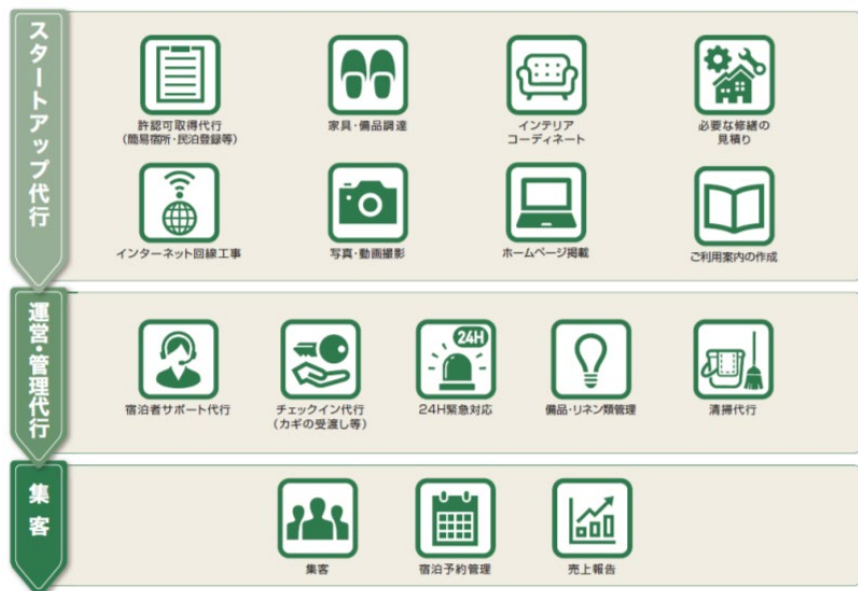 スタートアップ代行
許認可取得代行
(簡易宿所・民泊登録等)
家具・備品調達
インテリア
コーディネート
必要な修繕の
見積り
インターネット回線工事
写真・動画撮影
ホームページ掲載
ご利用案内の作成
運営・管理代行
宿泊者サポート代行
チェックイン代行
(カギの受渡し等)
24H
24H緊急対応
備品・リネン類管理
清掃代行
集客
集客
宿泊予約管理
売上報告